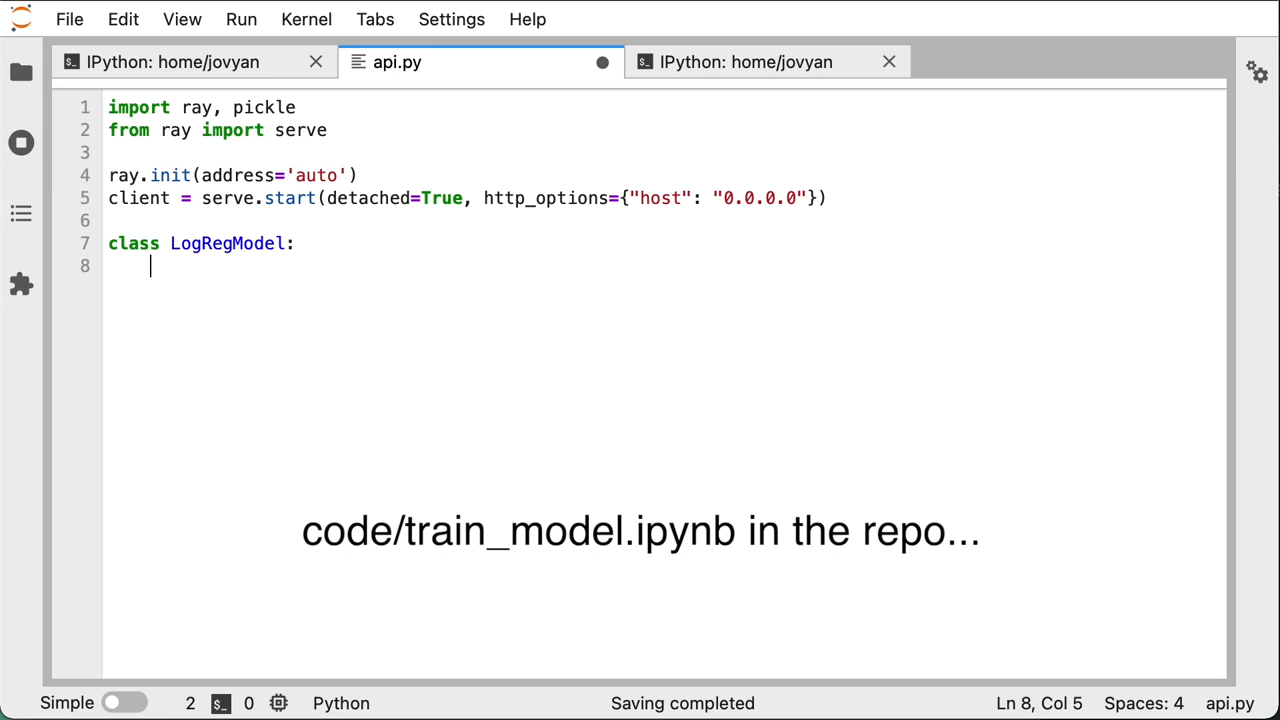 File Edit View Run Kernel Tabs Settings Help
IPython: home/jovyan api.py IPython: home/jovyan
1 import ray, pickle
2 from ray import serve
3
4 ray.init(address='auto')
5 client = serve.start(detached=True, http_options={"host": "0.0.0.0"})
6
7 class LogRegModel:
8
code/train_model.ipynb in the repo...
Simple 2 $_ 0 Python Saving completed Ln 8, Col 5 Spaces: 4 api.py